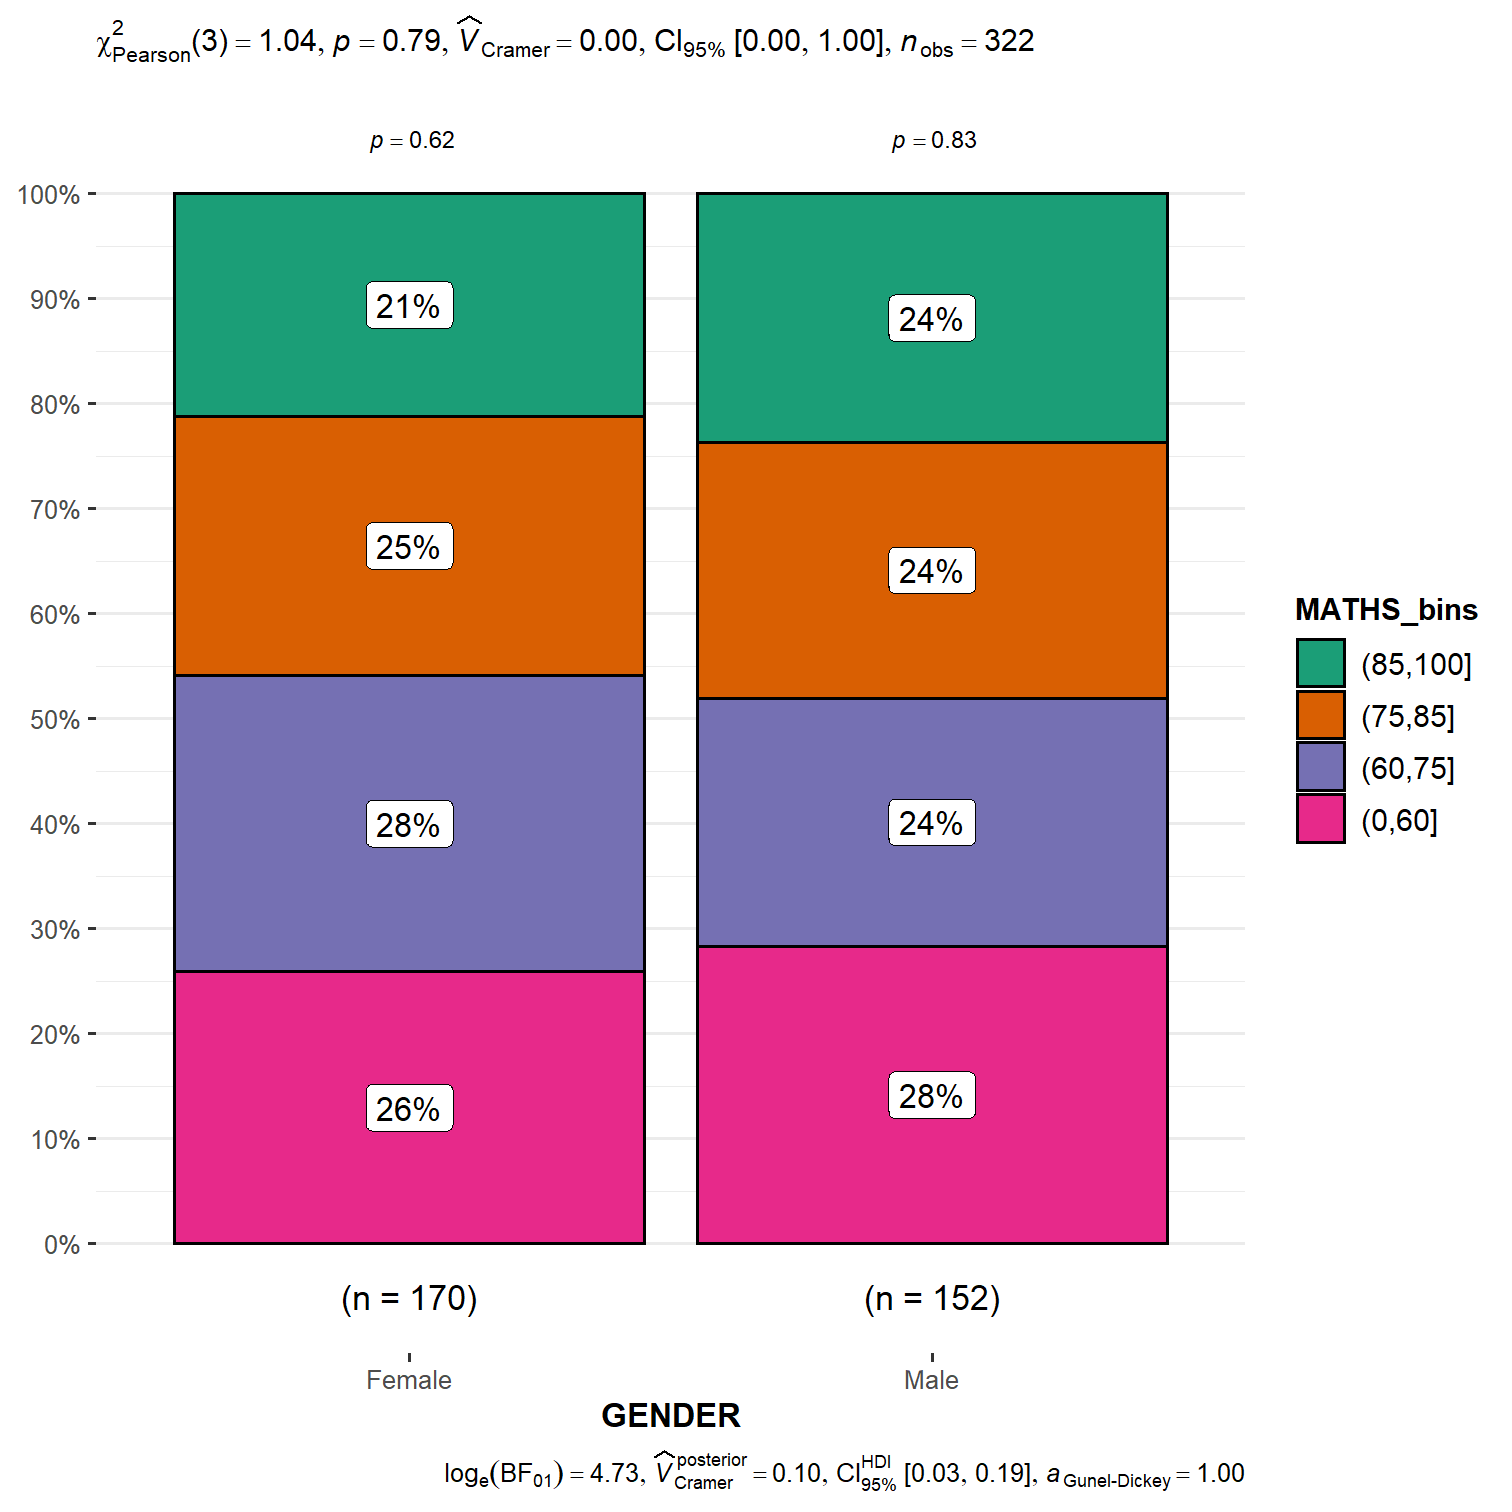 χ²Pearson(3) = 1.04, p = 0.79, V̂Cramer = 0.00, CI95% [0.00, 1.00], nobs = 322
p = 0.62
p = 0.83
100%
90%
80%
70%
60%
50%
40%
30%
20%
10%
0%
21%
25%
28%
26%
24%
24%
24%
28%
(n = 170)
(n = 152)
Female
Male
GENDER
MATHS_bins
(85,100]
(75,85]
(60,75]
(0,60]
loge(BF01) = 4.73, V̂Cramer posterior = 0.10, CI95% HDI [0.03, 0.19], aGunel-Dickey = 1.00